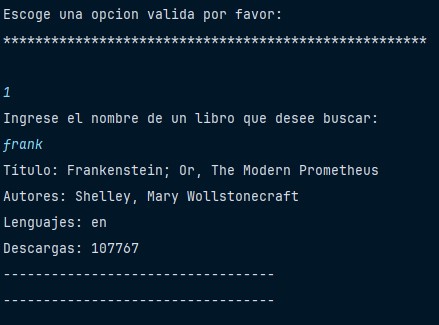 Escoge una opcion valida por favor:
*****************************************************
1
Ingrese el nombre de un libro que desee buscar:
frank
Título: Frankenstein; Or, The Modern Prometheus
Autores: Shelley, Mary Wollstonecraft
Lenguajes: en
Descargas: 107767
----------------------------------
----------------------------------